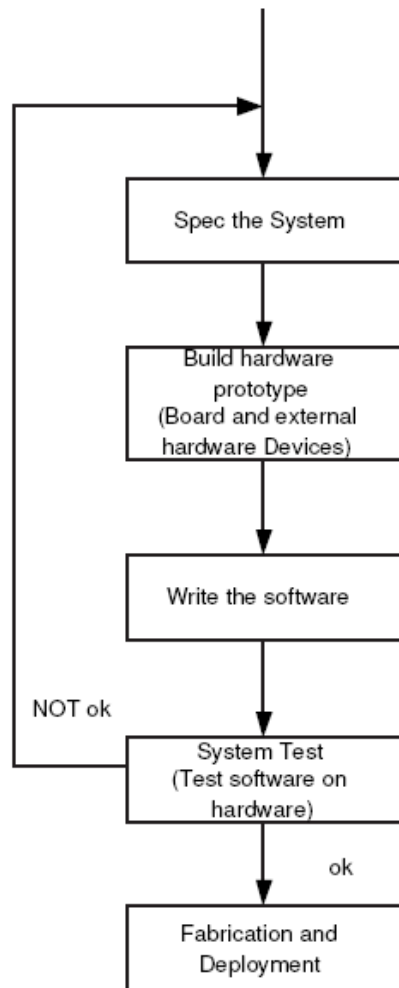 Spec the System
Build hardware
prototype
(Board and external
hardware Devices)
Write the software
NOT ok
System Test
(Test software on
hardware)
ok
Fabrication and
Deployment